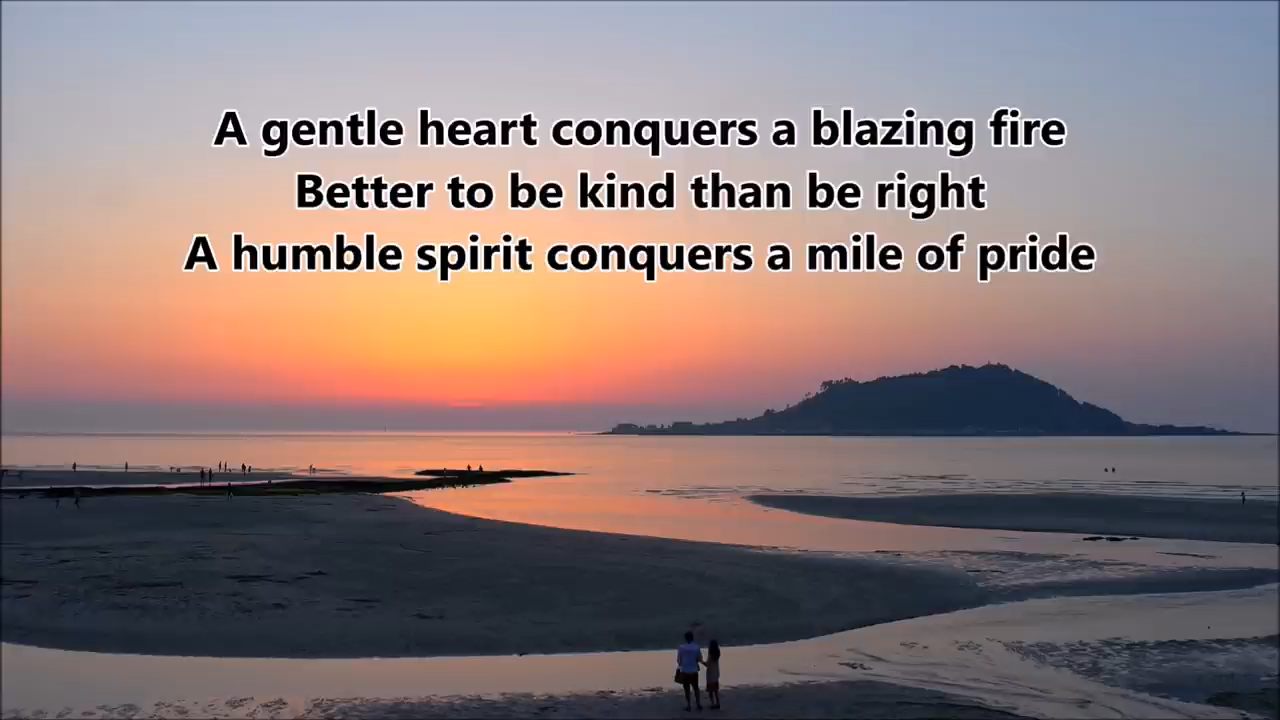 A gentle heart conquers a blazing fire
Better to be kind than be right
A humble spirit conquers a mile of pride